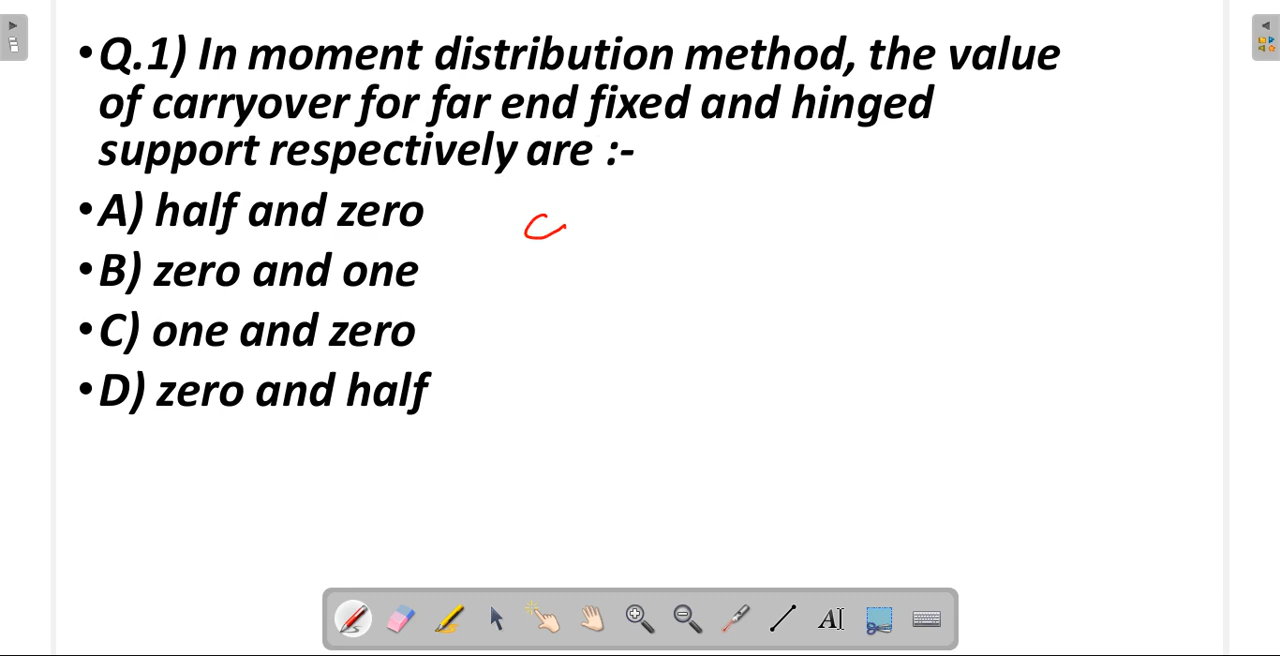 •Q.1) In moment distribution method, the value
of carryover for far end fixed and hinged
support respectively are :-
•A) half and zero
•B) zero and one
•C) one and zero
•D) zero and half
AI